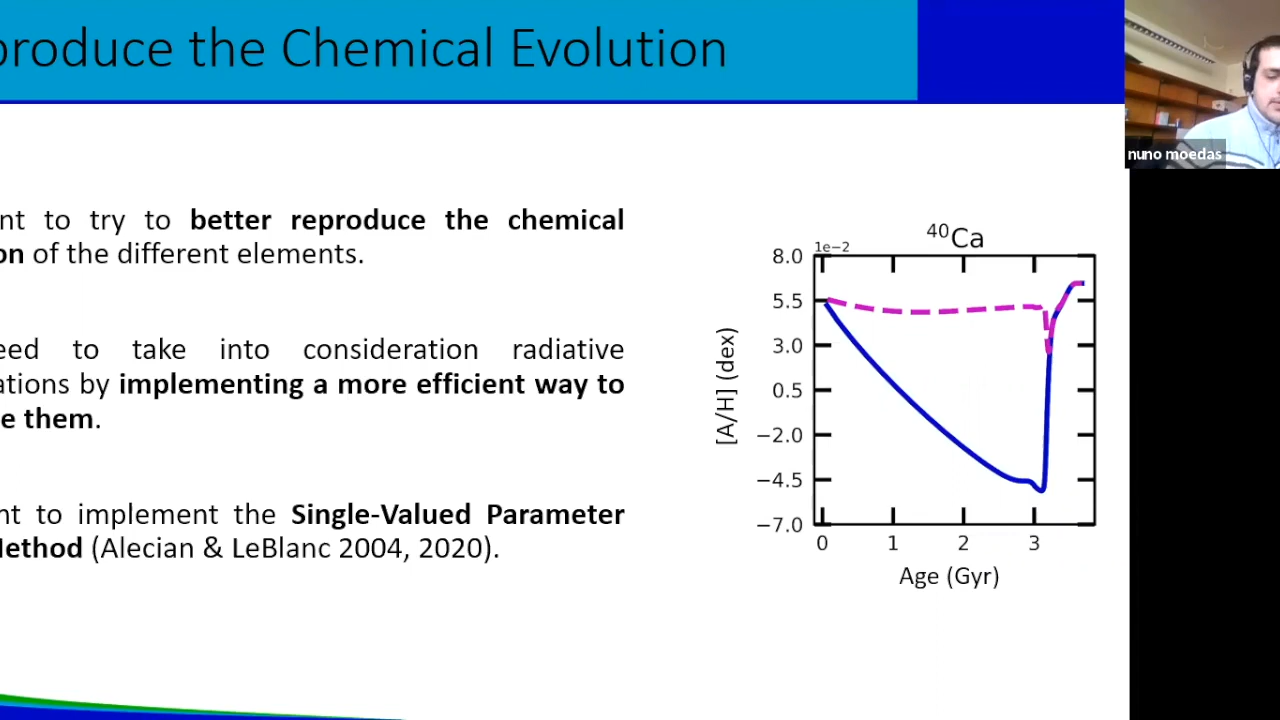 produce the Chemical Evolution
nuno moedas
nt to try to better reproduce the chemical
on of the different elements.
eed to take into consideration radiative
ations by implementing a more efficient way to
e them.
nt to implement the Single-Valued Parameter
Method (Alecian & LeBlanc 2004, 2020).
⁴⁰Ca
1e−2
8.0
5.5
3.0
0.5
−2.0
−4.5
−7.0
[A/H] (dex)
0 1 2 3
Age (Gyr)